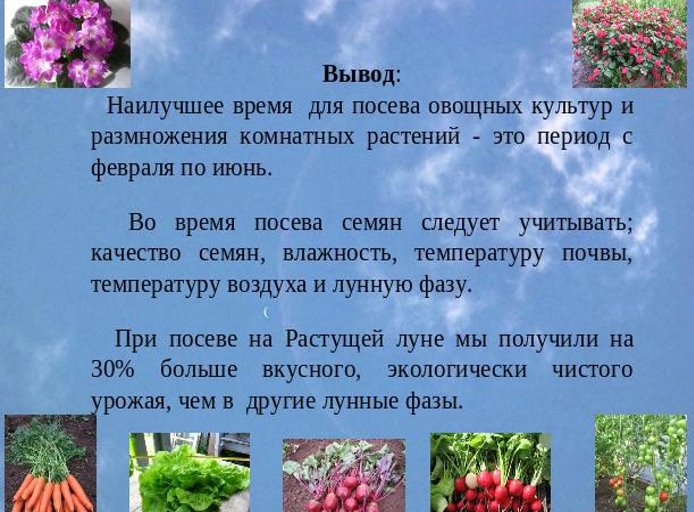 Вывод:
Наилучшее время для посева овощных культур и
размножения комнатных растений - это период с
февраля по июнь.
Во время посева семян следует учитывать;
качество семян, влажность, температуру почвы,
температуру воздуха и лунную фазу.
При посеве на Растущей луне мы получили на
30% больше вкусного, экологически чистого
урожая, чем в другие лунные фазы.